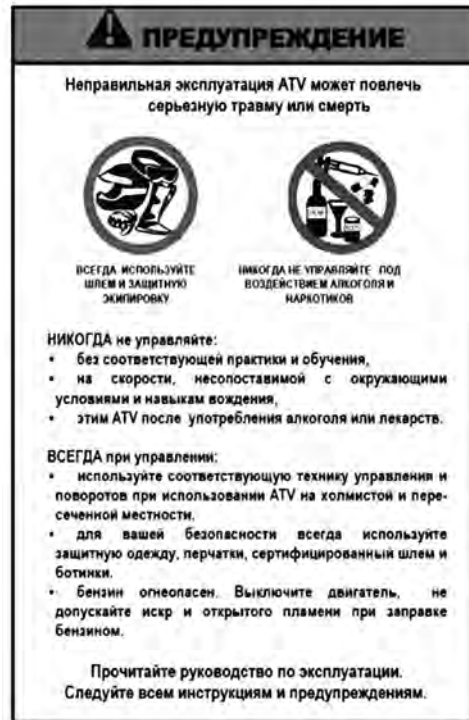 ПРЕДУПРЕЖДЕНИЕ
Неправильная эксплуатация ATV может повлечь
серьезную травму или смерть
ВСЕГДА ИСПОЛЬЗУЙТЕ
ШЛЕМ И ЗАЩИТНУЮ
ЭКИПИРОВКУ
НИКОГДА НЕ УПРАВЛЯЙТЕ ПОД
ВОЗДЕЙСТВИЕМ АЛКОГОЛЯ И
НАРКОТИКОВ
НИКОГДА не управляйте:
• без соответствующей практики и обучения,
• на скорости, несопоставимой с окружающими
условиями и навыкам вождения,
• этим ATV после употребления алкоголя или лекарств.
ВСЕГДА при управлении:
• используйте соответствующую технику управления и
поворотов при использовании ATV на холмистой и пере-
сеченной местности.
• для вашей безопасности всегда используйте
защитную одежду, перчатки, сертифицированный шлем и
ботинки.
• бензин огнеопасен. Выключите двигатель, не
допускайте искр и открытого пламени при заправке
бензином.
Прочитайте руководство по эксплуатации.
Следуйте всем инструкциям и предупреждениям.